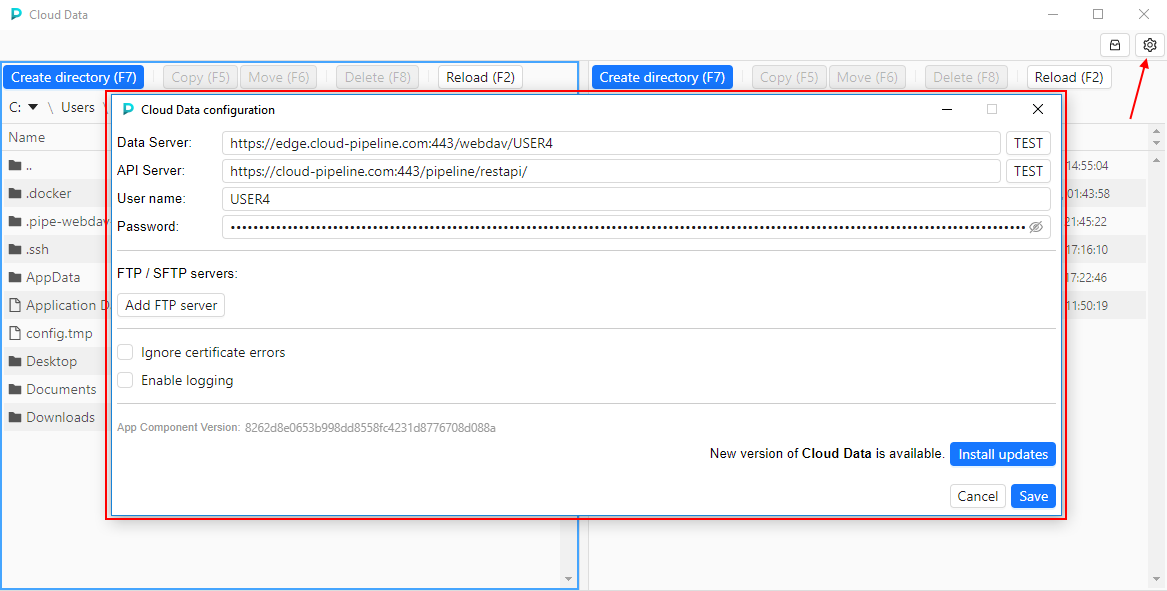 Cloud Data
Create directory (F7) Copy (F5) Move (F6) Delete (F8) Reload (F2) Create directory (F7) Copy (F5) Move (F6) Delete (F8) Reload (F2)
C: \ Users
Cloud Data configuration
Name
Data Server: https://edge.cloud-pipeline.com:443/webdav/USER4 TEST
.. API Server: https://cloud-pipeline.com:443/pipeline/restapi/ TEST 14:55:04
.docker User name: USER4 01:43:58
.pipe-webdav Password: 21:45:22
.ssh 17:16:10
AppData FTP / SFTP servers: 17:22:46
Application D Add FTP server 11:50:19
config.tmp
Ignore certificate errors
Desktop
Enable logging
Documents
Downloads
App Component Version: 8262d8e0653b998dd8558fc4231d8776708d088a
New version of Cloud Data is available. Install updates
Cancel Save